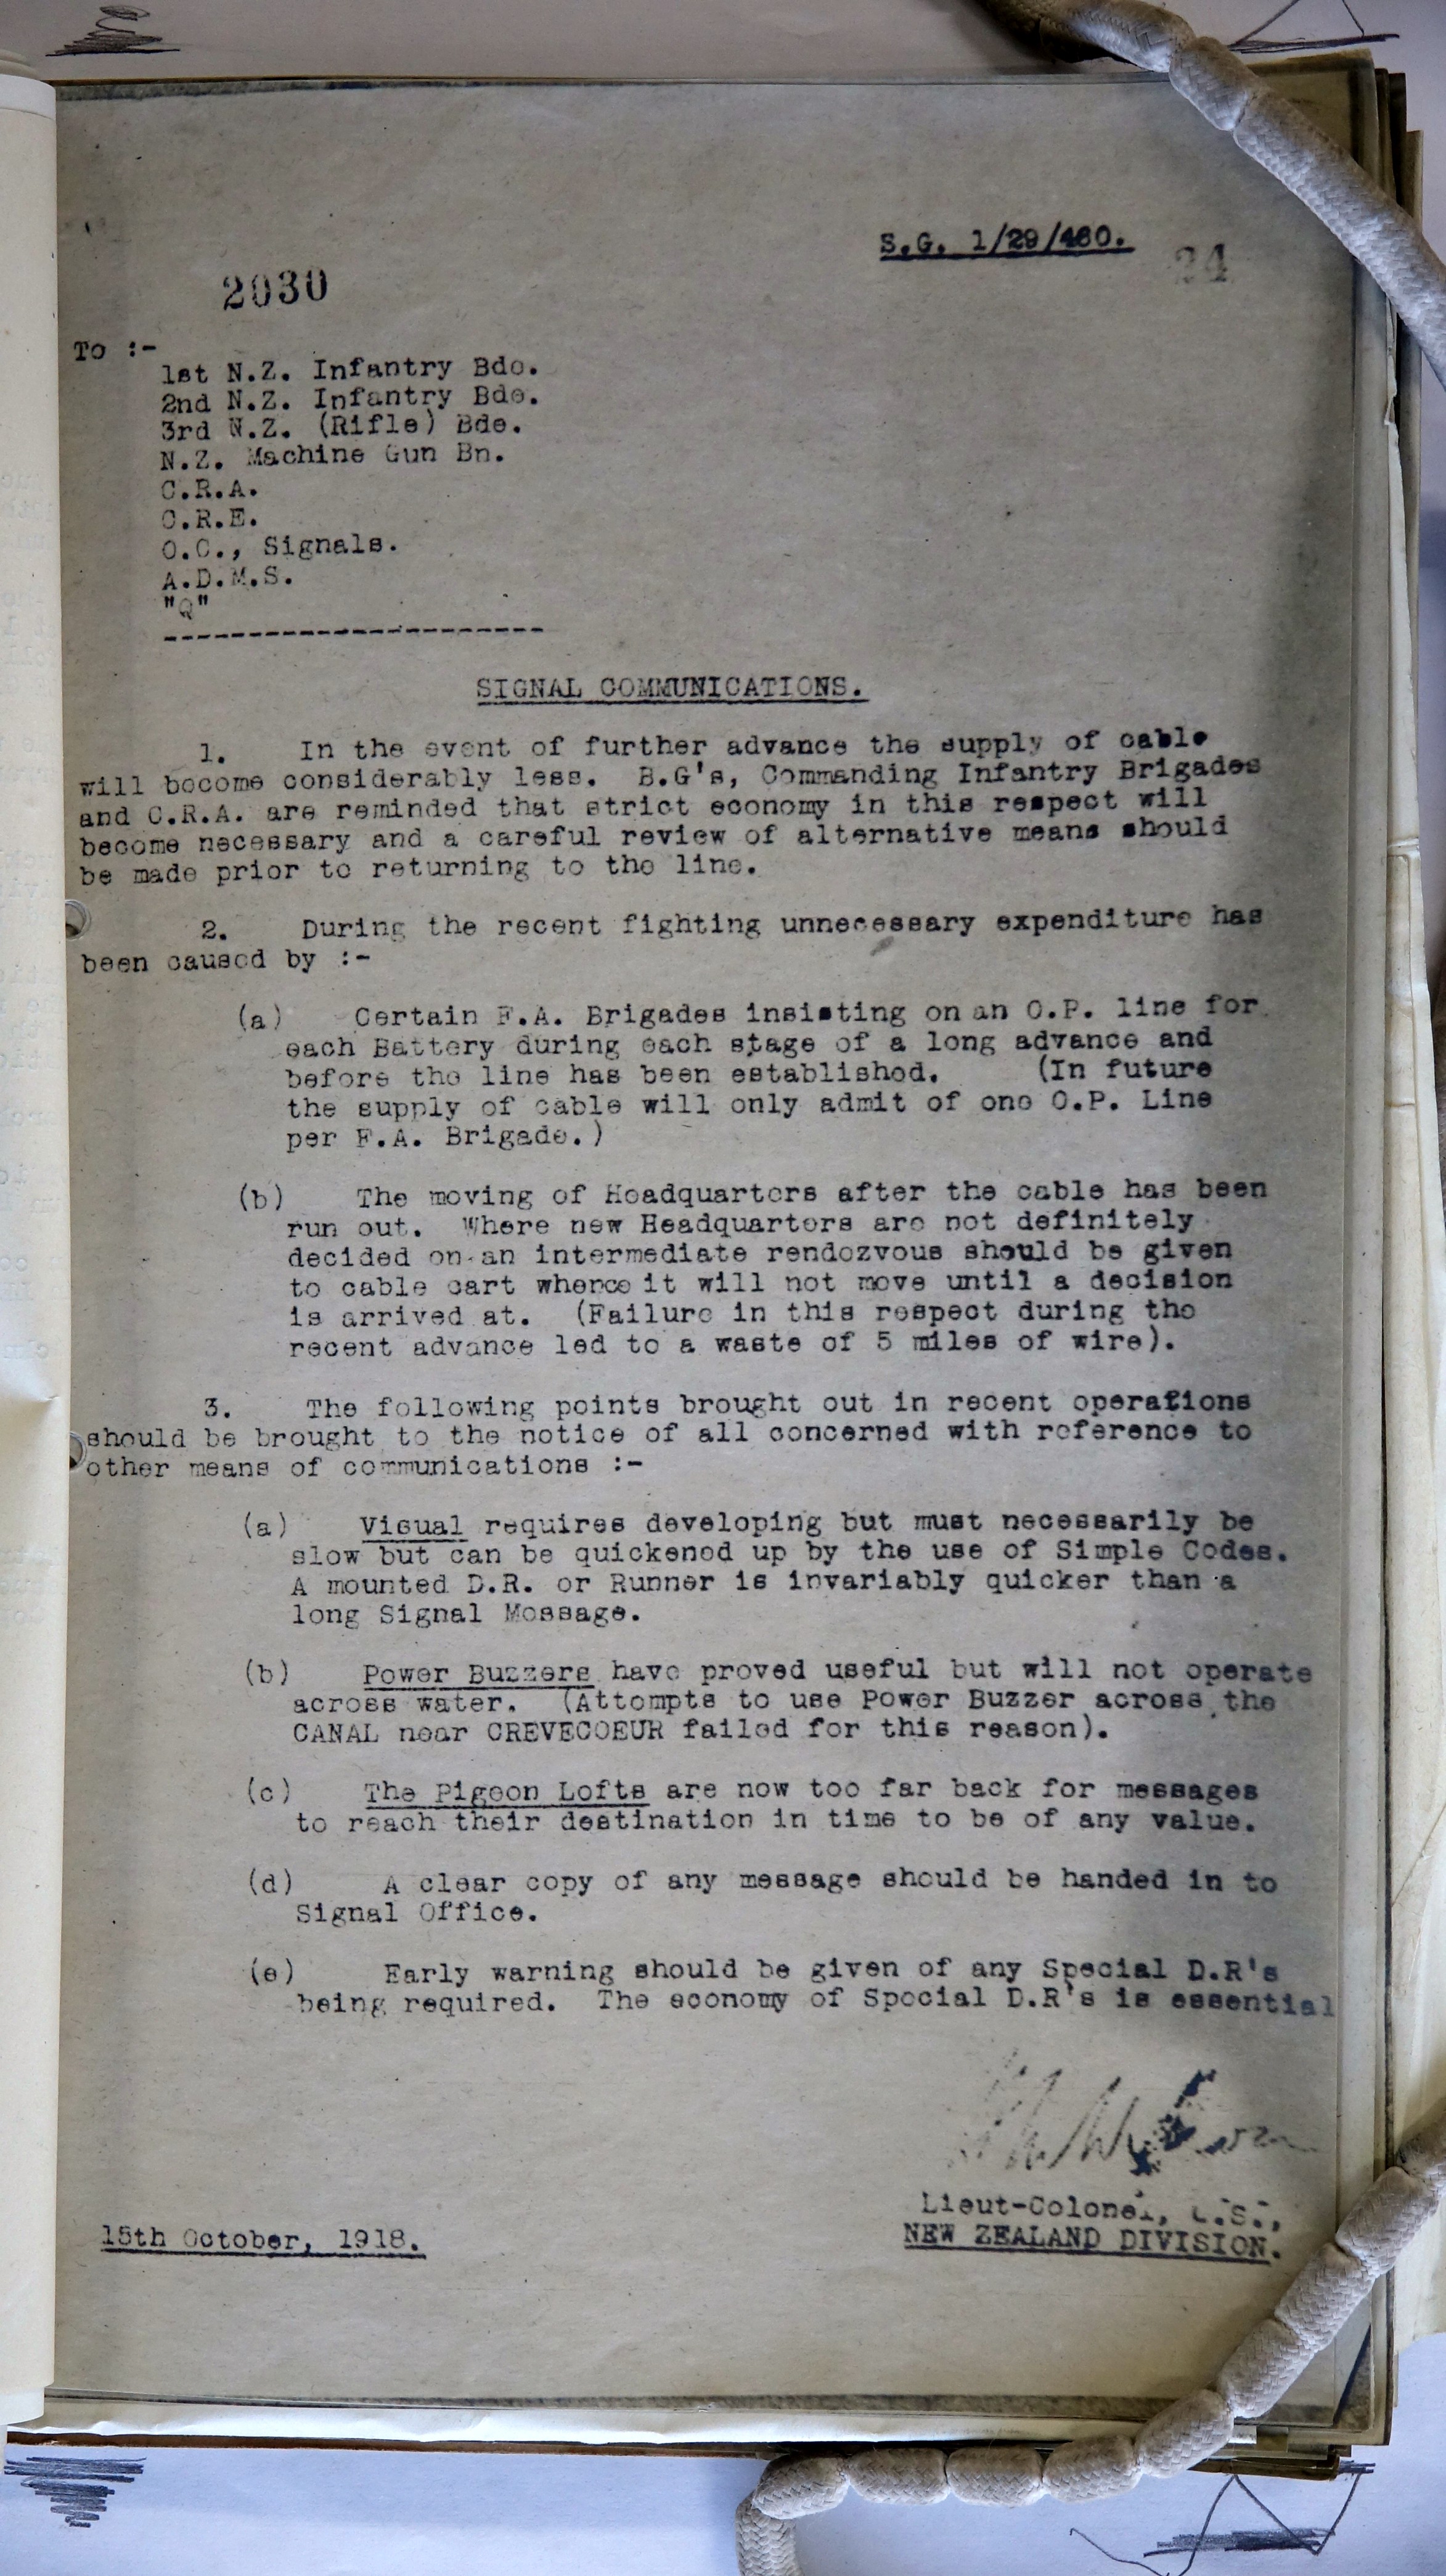 S.G. 1/29/460.
24
2030
To :-
1st N.Z. Infantry Bde.
2nd N.Z. Infantry Bde.
3rd N.Z. (Rifle) Bde.
N.Z. Machine Gun Bn.
C.R.A.
C.R.E.
O.C., Signals.
A.D.M.S.
"Q"
-----------------------
SIGNAL COMMUNICATIONS.
1. In the event of further advance the supply of cable
will become considerably less. B.G's, Commanding Infantry Brigades
and C.R.A. are reminded that strict economy in this respect will
become necessary and a careful review of alternative means should
be made prior to returning to the line.
2. During the recent fighting unnecessary expenditure has
been caused by :-
(a) Certain F.A. Brigades insisting on an O.P. line for
each Battery during each stage of a long advance and
before the line has been established. (In future
the supply of cable will only admit of one O.P. Line
per F.A. Brigade.)
(b) The moving of Headquarters after the cable has been
run out. Where new Headquarters are not definitely
decided on an intermediate rendezvous should be given
to cable cart whence it will not move until a decision
is arrived at. (Failure in this respect during the
recent advance led to a waste of 5 miles of wire).
3. The following points brought out in recent operations
should be brought to the notice of all concerned with reference to
other means of communications :-
(a) Visual requires developing but must necessarily be
slow but can be quickened up by the use of Simple Codes.
A mounted D.R. or Runner is invariably quicker than a
long Signal Message.
(b) Power Buzzers have proved useful but will not operate
across water. (Attempts to use Power Buzzer across the
CANAL near CREVECOEUR failed for this reason).
(c) The Pigeon Lofts are now too far back for messages
to reach their destination in time to be of any value.
(d) A clear copy of any message should be handed in to
Signal Office.
(e) Early warning should be given of any Special D.R's
being required. The economy of Special D.R's is essential
Lieut-Colonel, G.S.,
15th October, 1918.
NEW ZEALAND DIVISION.